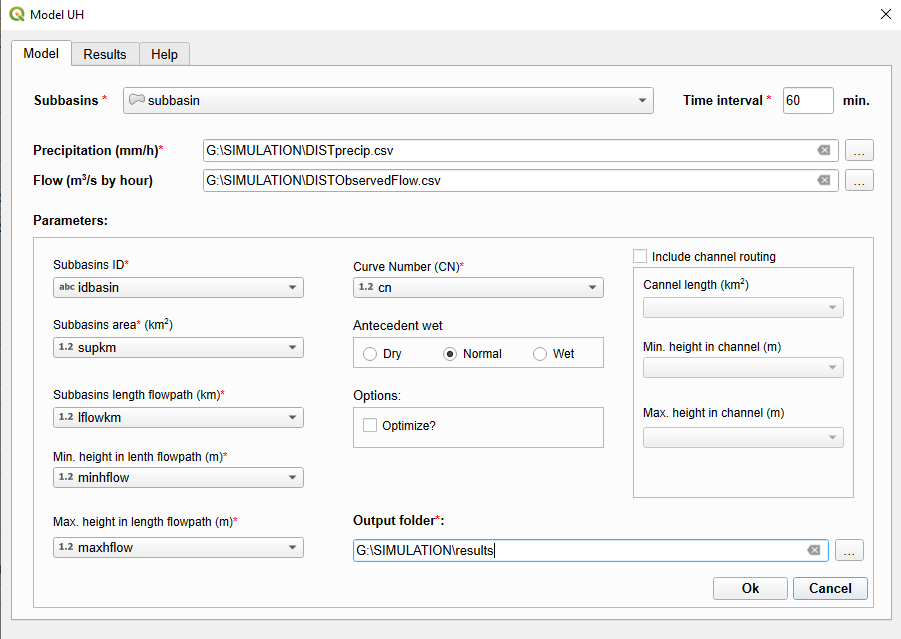 Model UH
Model Results Help
Subbasins * subbasin Time interval * 60 min.
Precipitation (mm/h)* G:\SIMULATION\DISTprecip.csv ...
Flow (m³/s by hour) G:\SIMULATION\DISTObservedFlow.csv ...
Parameters:
Subbasins ID*
abc idbasin
Subbasins area* (km²)
1.2 supkm
Subbasins length flowpath (km)*
1.2 lflowkm
Min. height in lenth flowpath (m)*
1.2 minhflow
Max. height in length flowpath (m)*
1.2 maxhflow
Curve Number (CN)*
1.2 cn
Antecedent wet
Dry Normal Wet
Options:
Optimize?
Include channel routing
Cannel length (km²)
Min. height in channel (m)
Max. height in channel (m)
Output folder*:
G:\SIMULATION\results ...
Ok Cancel